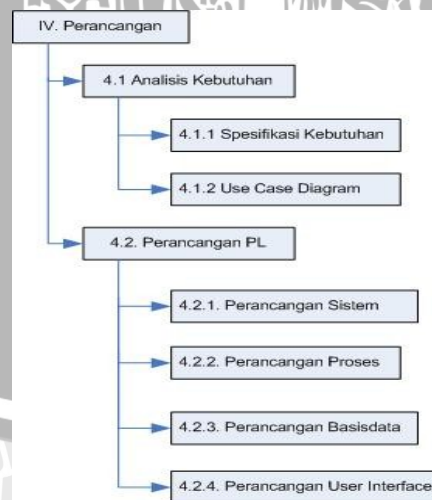 IV. Perancangan
4.1 Analisis Kebutuhan
4.1.1 Spesifikasi Kebutuhan
4.1.2 Use Case Diagram
4.2. Perancangan PL
4.2.1. Perancangan Sistem
4.2.2. Perancangan Proses
4.2.3. Perancangan Basisdata
4.2.4. Perancangan User Interface